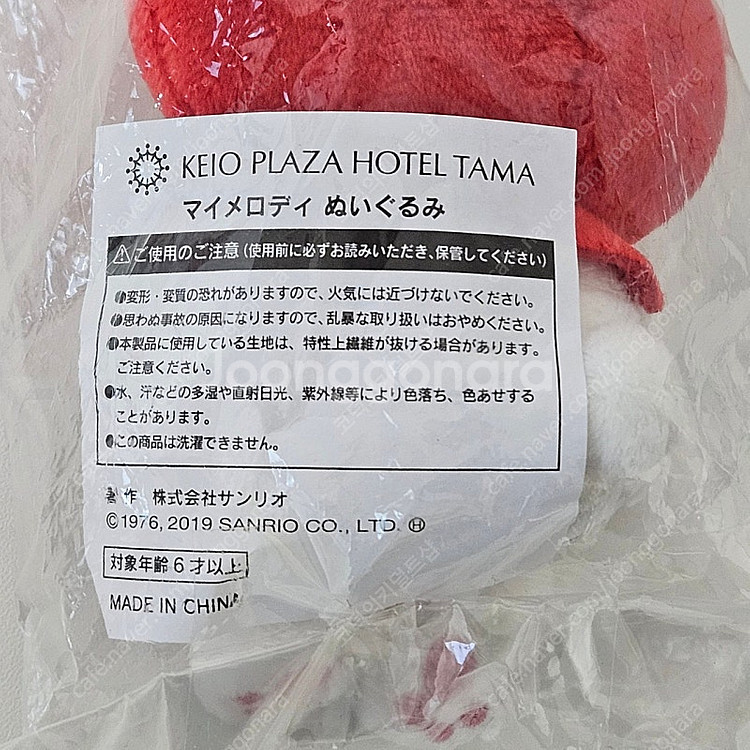 KEIO PLAZA HOTEL TAMA
マイメロディ ぬいぐるみ
⚠ご使用のご注意(使用前に必ずお読みいただき、保管してください)
●変形・変質の恐れがありますので、火気には近づけないでください。
●思わぬ事故の原因になりますので、乱暴な取り扱いはおやめください。
●本製品に使用している生地は、特性上繊維が抜ける場合があります。
ご注意ください。
●水、汗などの多湿や直射日光、紫外線等により色落ち、色あせする
ことがあります。
●この商品は洗濯できません。
著作 株式会社サンリオ
©1976, 2019 SANRIO CO., LTD. Ⓗ
対象年齢6才以上
MADE IN CHINA
joongonara